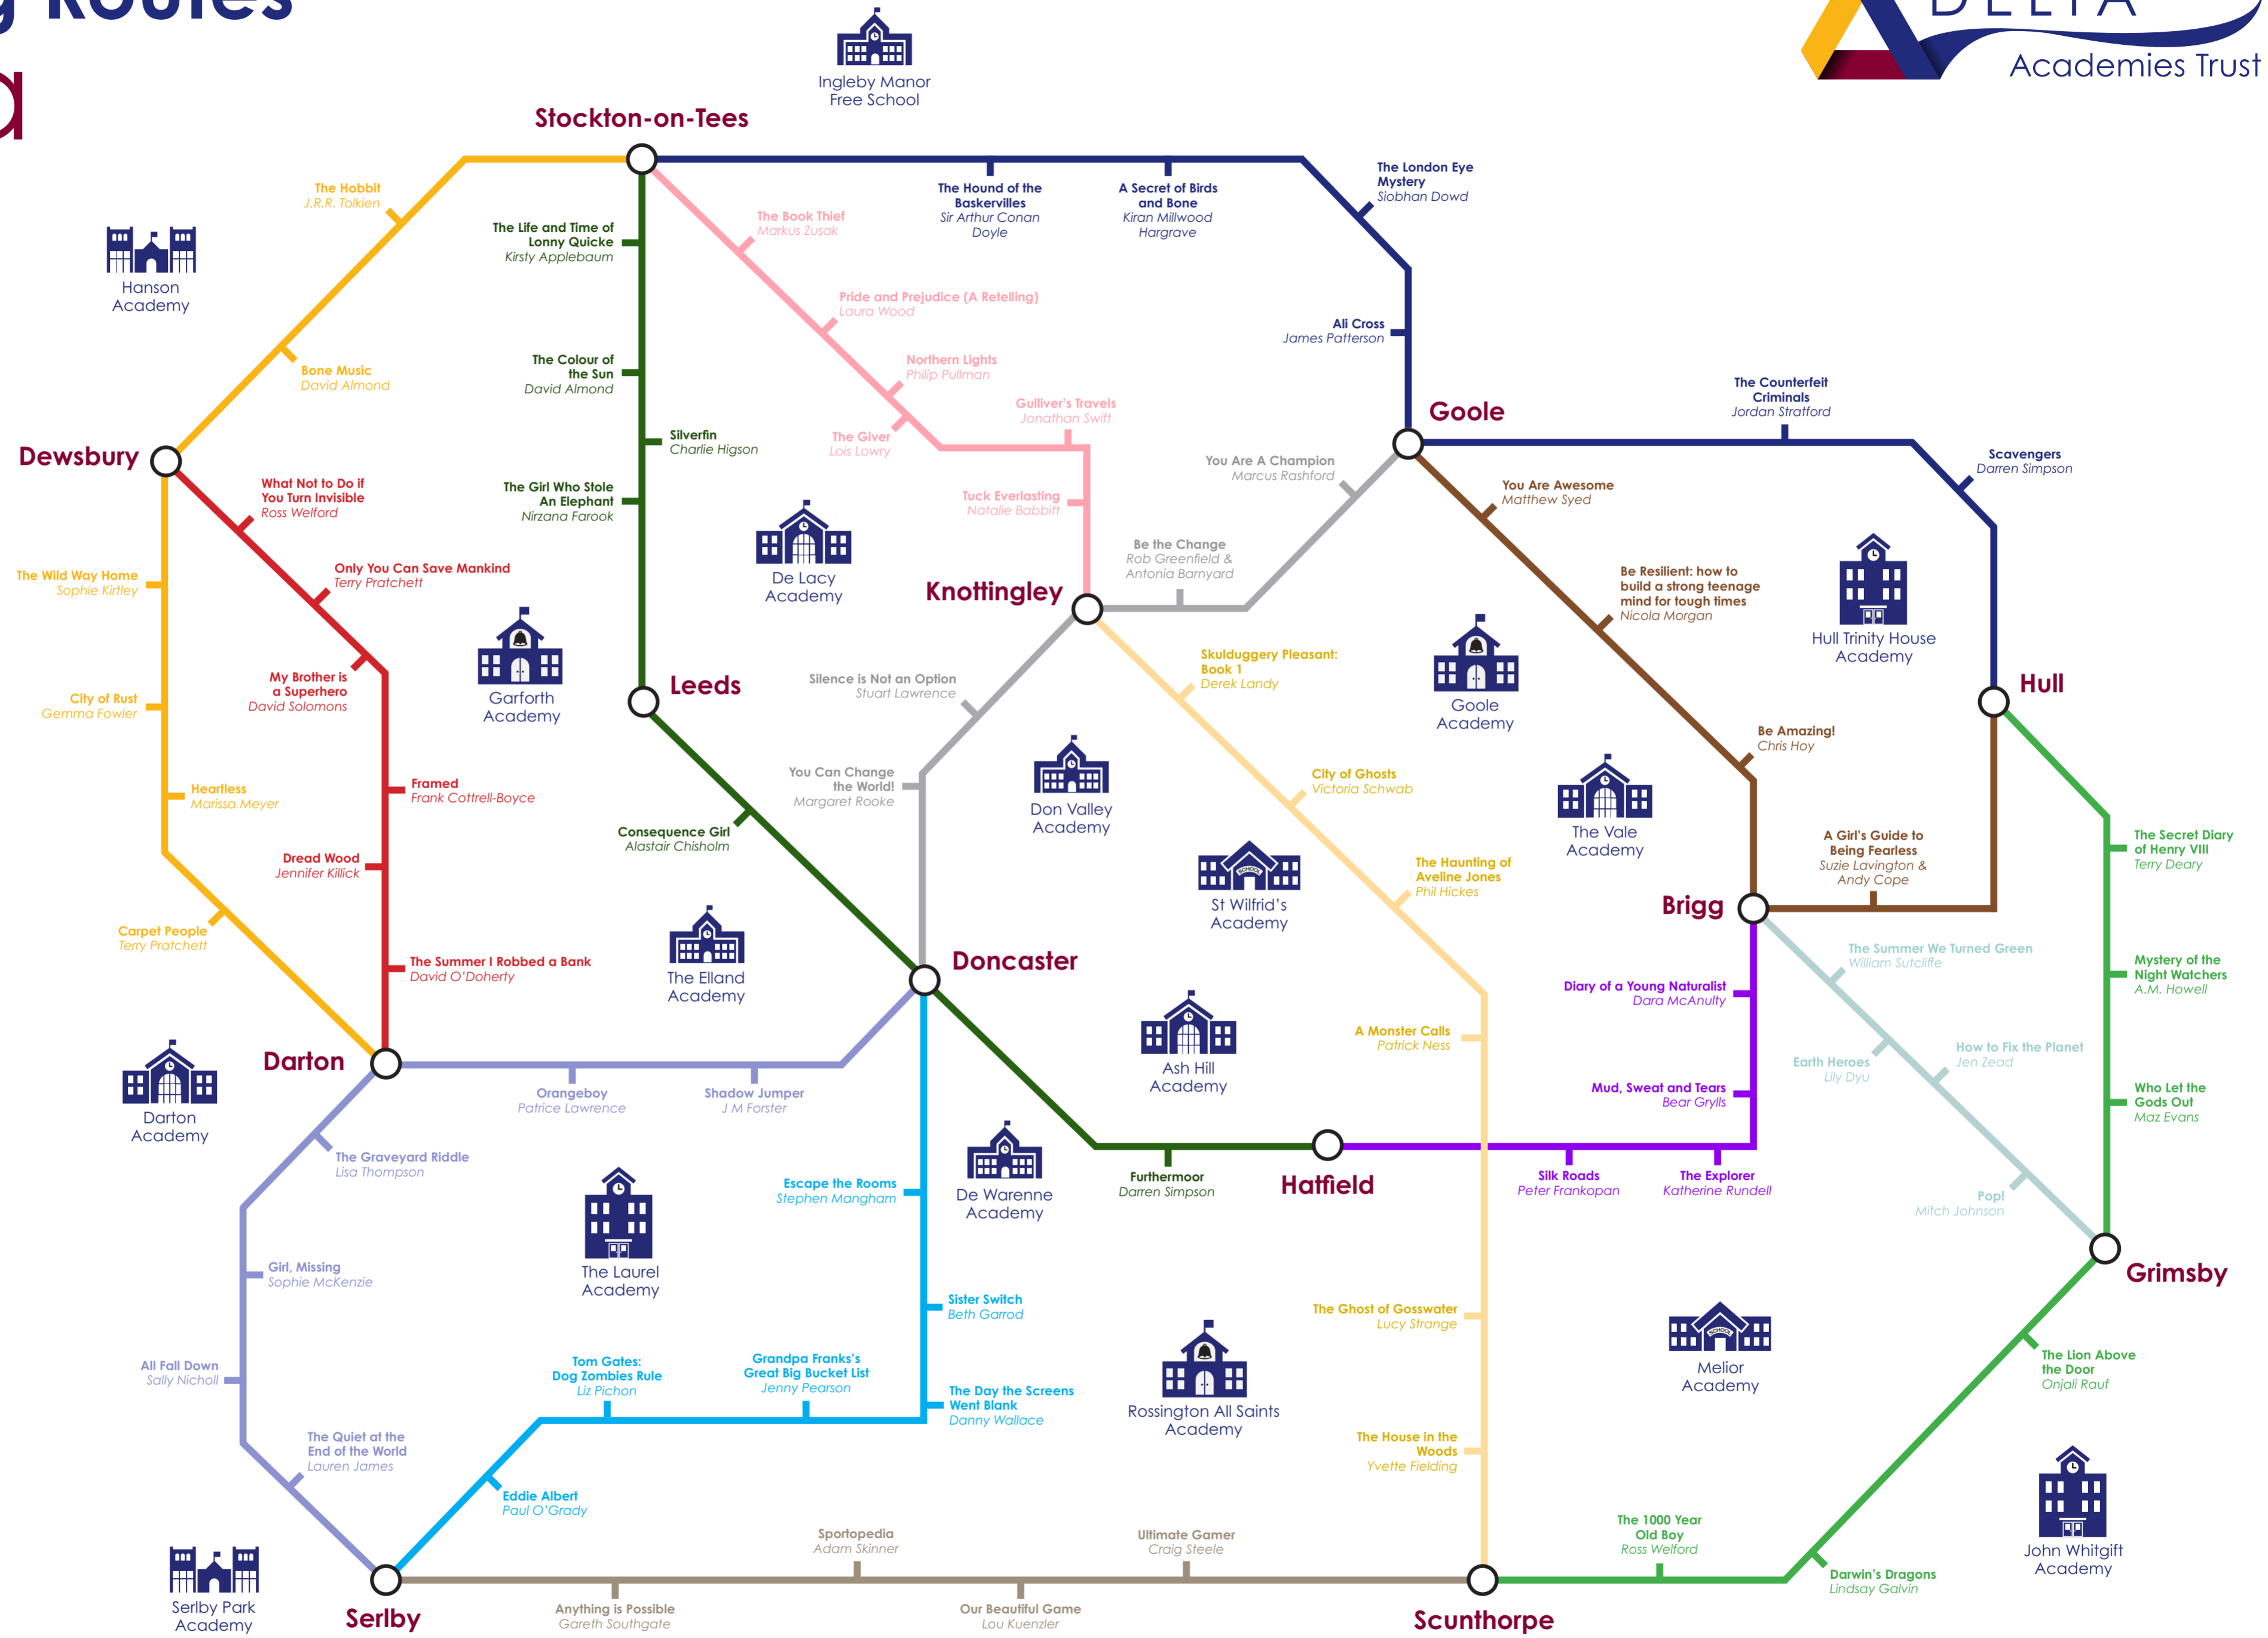 g Routes
a
DELTA
Academies Trust
Ingleby Manor
Free School
Stockton-on-Tees
The Hobbit
J.R.R. Tolkien
The Life and Time of
Lonny Quicke
Kirsty Applebaum
The Book Thief
Markus Zusak
The Hound of the
Baskervilles
Sir Arthur Conan
Doyle
A Secret of Birds
and Bone
Kiran Millwood
Hargrave
The London Eye
Mystery
Siobhan Dowd
Hanson
Academy
Pride and Prejudice (A Retelling)
Laura Wood
Ali Cross
James Patterson
Bone Music
David Almond
The Colour of
the Sun
David Almond
Northern Lights
Philip Pullman
Gulliver's Travels
Jonathan Swift
Goole
The Counterfeit
Criminals
Jordan Stratford
Dewsbury
Silverfin
Charlie Higson
The Giver
Lois Lowry
You Are A Champion
Marcus Rashford
Scavengers
Darren Simpson
What Not to Do if
You Turn Invisible
Ross Welford
The Girl Who Stole
An Elephant
Nirzana Farook
Tuck Everlasting
Natalie Babbitt
You Are Awesome
Matthew Syed
The Wild Way Home
Sophie Kirtley
Only You Can Save Mankind
Terry Pratchett
De Lacy
Academy
Knottingley
Be the Change
Rob Greenfield &
Antonia Barnyard
Be Resilient: how to
build a strong teenage
mind for tough times
Nicola Morgan
Hull Trinity House
Academy
City of Rust
Gemma Fowler
My Brother is
a Superhero
David Solomons
Garforth
Academy
Leeds
Silence is Not an Option
Stuart Lawrence
Skulduggery Pleasant:
Book 1
Derek Landy
Goole
Academy
Hull
Heartless
Marissa Meyer
Framed
Frank Cottrell-Boyce
You Can Change
the World!
Margaret Rooke
Don Valley
Academy
City of Ghosts
Victoria Schwab
Be Amazing!
Chris Hoy
The Vale
Academy
Consequence Girl
Alastair Chisholm
Dread Wood
Jennifer Killick
A Girl's Guide to
Being Fearless
Suzie Lavington &
Andy Cope
The Secret Diary
of Henry VIII
Terry Deary
SCHOOL
St Wilfrid's
Academy
The Haunting of
Aveline Jones
Phil Hickes
Brigg
Carpet People
Terry Pratchett
The Summer I Robbed a Bank
David O'Doherty
The Elland
Academy
Doncaster
The Summer We Turned Green
William Sutcliffe
Mystery of the
Night Watchers
A.M. Howell
Diary of a Young Naturalist
Dara McAnulty
Darton
Ash Hill
Academy
A Monster Calls
Patrick Ness
Earth Heroes
Lily Dyu
How to Fix the Planet
Jen Zead
Darton
Academy
Orangeboy
Patrice Lawrence
Shadow Jumper
J M Forster
Mud, Sweat and Tears
Bear Grylls
Who Let the
Gods Out
Maz Evans
The Graveyard Riddle
Lisa Thompson
Escape the Rooms
Stephen Mangham
De Warenne
Academy
Furthermoor
Darren Simpson
Hatfield
Silk Roads
Peter Frankopan
The Explorer
Katherine Rundell
Pop!
Mitch Johnson
Girl, Missing
Sophie McKenzie
The Laurel
Academy
Grimsby
Sister Switch
Beth Garrod
The Ghost of Gosswater
Lucy Strange
SCHOOL
Melior
Academy
All Fall Down
Sally Nicholl
Tom Gates:
Dog Zombies Rule
Liz Pichon
Grandpa Franks's
Great Big Bucket List
Jenny Pearson
The Day the Screens
Went Blank
Danny Wallace
Rossington All Saints
Academy
The Lion Above
the Door
Onjali Rauf
The Quiet at the
End of the World
Lauren James
The House in the
Woods
Yvette Fielding
Eddie Albert
Paul O'Grady
Sportopedia
Adam Skinner
Ultimate Gamer
Craig Steele
The 1000 Year
Old Boy
Ross Welford
Darwin's Dragons
Lindsay Galvin
John Whitgift
Academy
Serlby Park
Academy
Serlby
Anything is Possible
Gareth Southgate
Our Beautiful Game
Lou Kuenzler
Scunthorpe